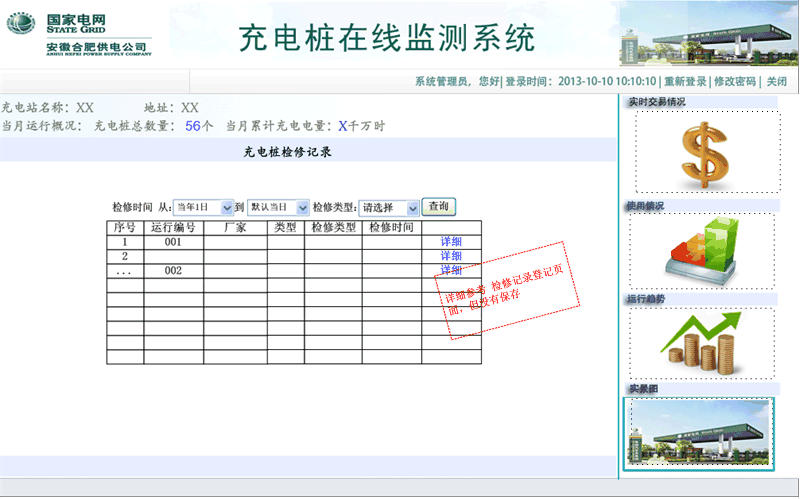 国家电网
STATE GRID
安徽合肥供电公司
ANHUI HEFEI POWER SUPPLY COMPANY
充电桩在线监测系统
系统管理员，您好| 登录时间：2013-10-10 10:10:10 | 重新登录 | 修改密码 | 关闭
充电站名称：XX 地址：XX
当月运行概况： 充电桩总数量： 56个 当月累计充电电量： X千万时
充电桩检修记录
检修时间 从: 当年1日 到 默认当日 检修类型: 请选择 查询
序号 运行编号 厂家 类型 检修类型 检修时间
1 001 详细
2 详细
... 002 详细
详细参考 检修记录登记页
面，但没有保存
实时交易情况
使用情况
运行趋势
实景图